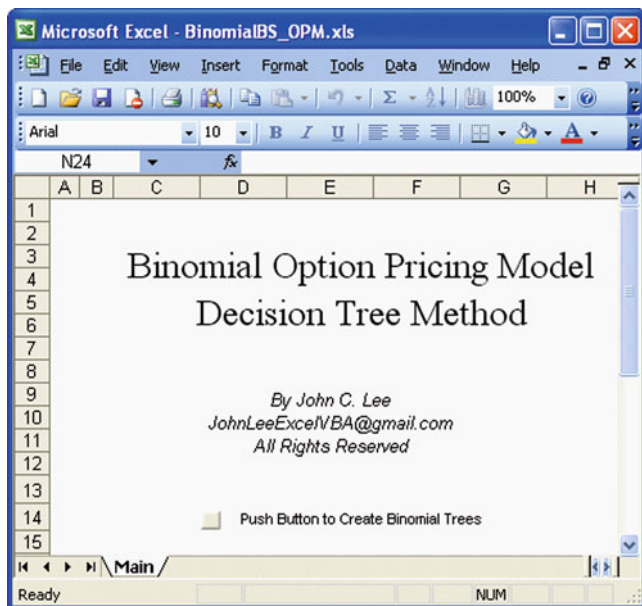 Microsoft Excel - BinomialBS_OPM.xls
File Edit View Insert Format Tools Data Window Help
Σ 100%
Arial 10 B I U A
N24 fx
A B C D E F G H
1
2
3
4
5
6
7
8
9
10
11
12
13
14
15
Binomial Option Pricing Model
Decision Tree Method
By John C. Lee
JohnLeeExcelVBA@gmail.com
All Rights Reserved
Push Button to Create Binomial Trees
Main
Ready NUM